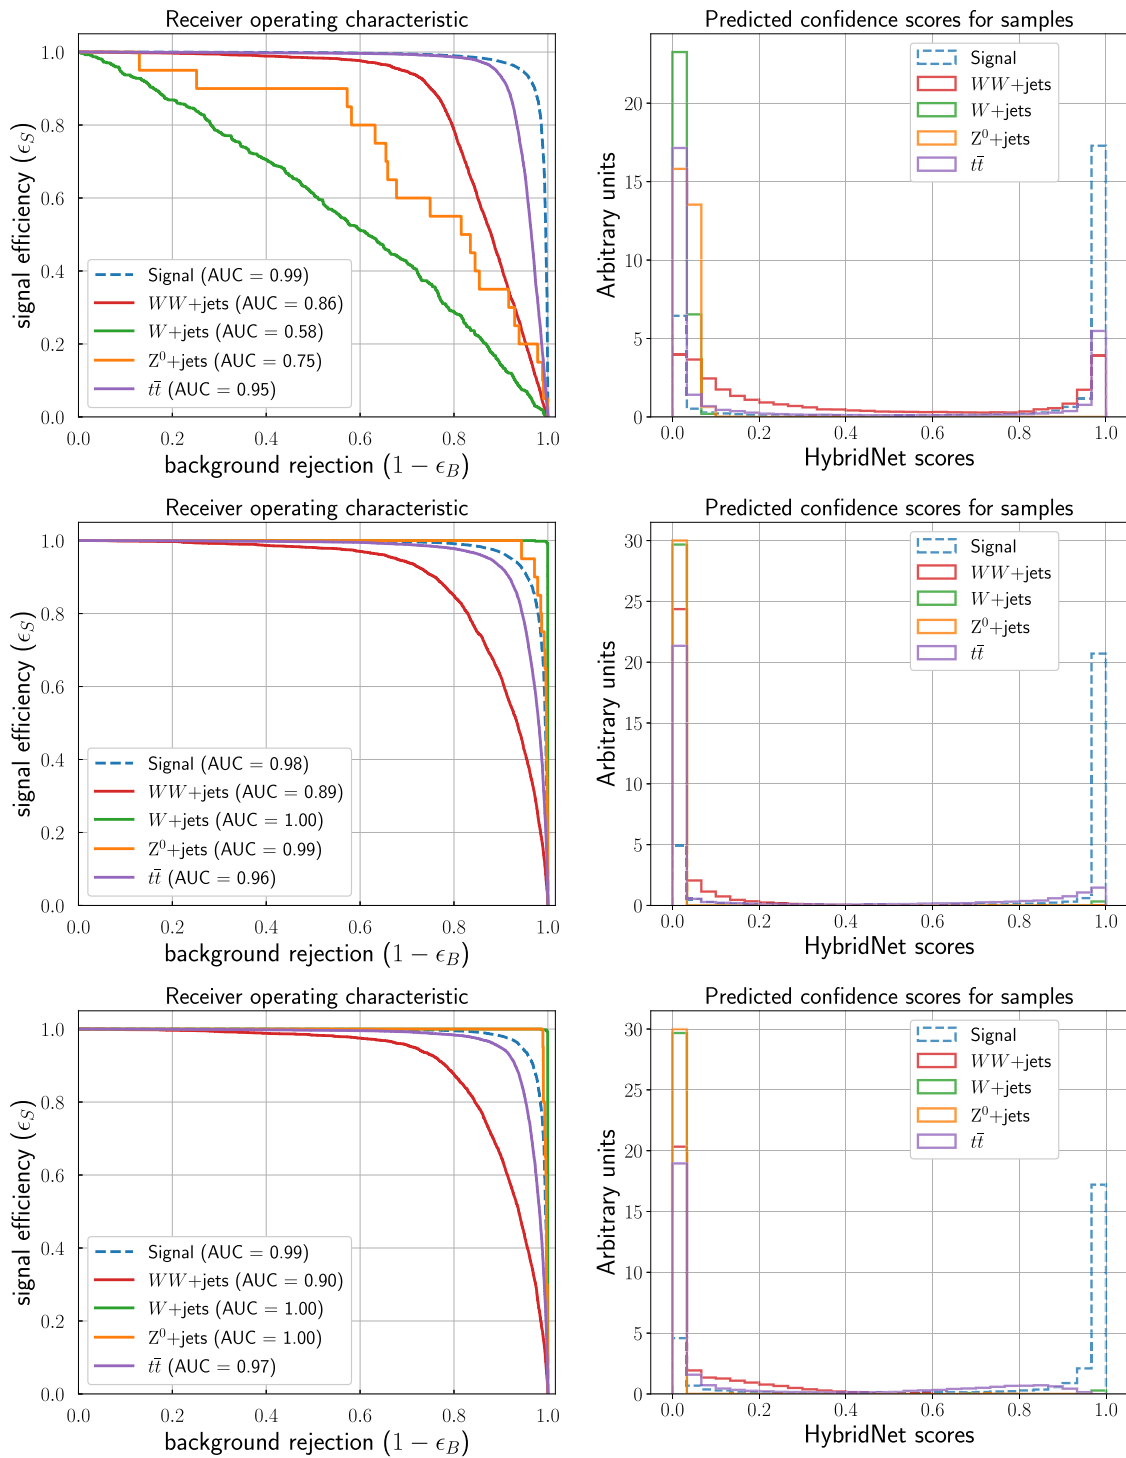 Receiver operating characteristic
1.0
0.8
0.6
0.4
0.2
0.0
signal efficiency (ϵ_S)
Signal (AUC = 0.99)
WW+jets (AUC = 0.86)
W+jets (AUC = 0.58)
Z⁰+jets (AUC = 0.75)
tt̄ (AUC = 0.95)
0.0 0.2 0.4 0.6 0.8 1.0
background rejection (1 − ϵ_B)
Predicted confidence scores for samples
20
15
10
5
0
Arbitrary units
Signal
WW+jets
W+jets
Z⁰+jets
tt̄
0.0 0.2 0.4 0.6 0.8 1.0
HybridNet scores
Receiver operating characteristic
1.0
0.8
0.6
0.4
0.2
0.0
signal efficiency (ϵ_S)
Signal (AUC = 0.98)
WW+jets (AUC = 0.89)
W+jets (AUC = 1.00)
Z⁰+jets (AUC = 0.99)
tt̄ (AUC = 0.96)
0.0 0.2 0.4 0.6 0.8 1.0
background rejection (1 − ϵ_B)
Predicted confidence scores for samples
30
25
20
15
10
5
0
Arbitrary units
Signal
WW+jets
W+jets
Z⁰+jets
tt̄
0.0 0.2 0.4 0.6 0.8 1.0
HybridNet scores
Receiver operating characteristic
1.0
0.8
0.6
0.4
0.2
0.0
signal efficiency (ϵ_S)
Signal (AUC = 0.99)
WW+jets (AUC = 0.90)
W+jets (AUC = 1.00)
Z⁰+jets (AUC = 1.00)
tt̄ (AUC = 0.97)
0.0 0.2 0.4 0.6 0.8 1.0
background rejection (1 − ϵ_B)
Predicted confidence scores for samples
30
25
20
15
10
5
0
Arbitrary units
Signal
WW+jets
W+jets
Z⁰+jets
tt̄
0.0 0.2 0.4 0.6 0.8 1.0
HybridNet scores